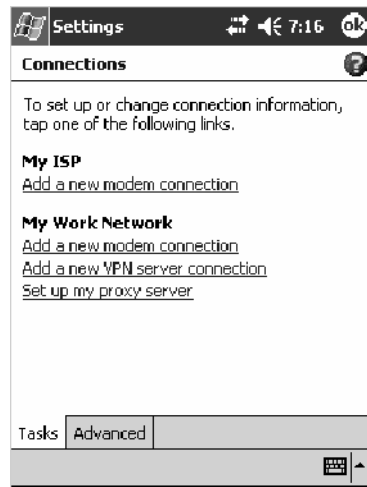 Settings 7:16 ok
Connections ?
To set up or change connection information,
tap one of the following links.
My ISP
Add a new modem connection
My Work Network
Add a new modem connection
Add a new VPN server connection
Set up my proxy server
Tasks Advanced